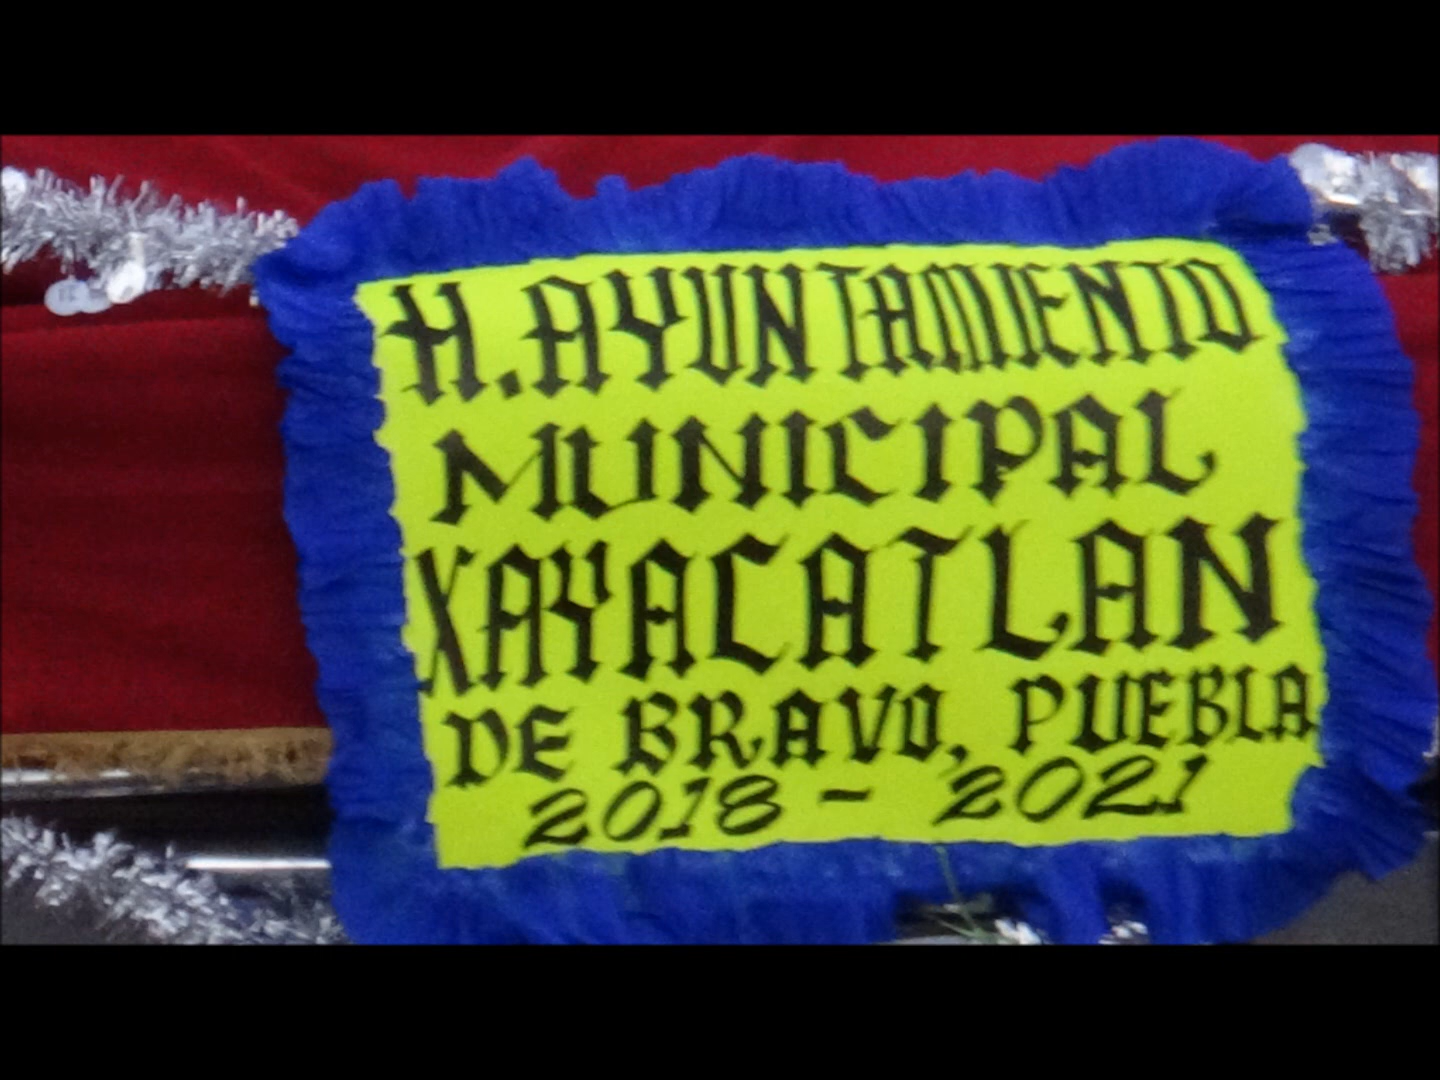 H. AYUNTAMIENTO
MUNICIPAL
XAYACATLAN
DE BRAVO, PUEBLA
2018 - 2021